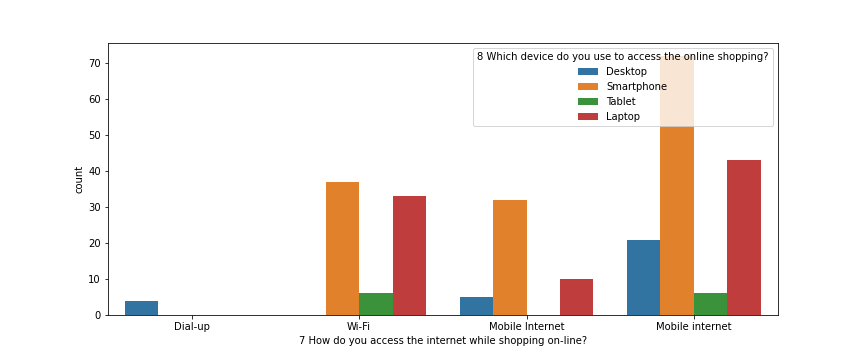 8 Which device do you use to access the online shopping?
Desktop
Smartphone
Tablet
Laptop
70
60
50
40
30
20
10
0
count
Dial-up Wi-Fi Mobile Internet Mobile internet
7 How do you access the internet while shopping on-line?